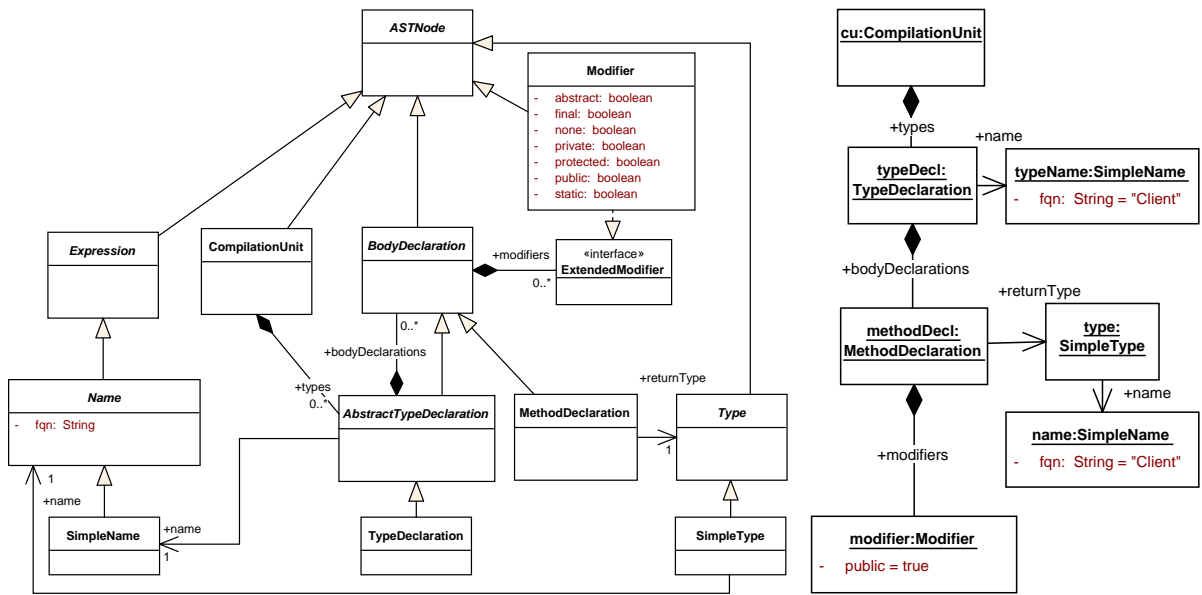 ASTNode
Modifier
- abstract: boolean
- final: boolean
- none: boolean
- private: boolean
- protected: boolean
- public: boolean
- static: boolean
Expression
CompilationUnit
BodyDeclaration
+modifiers
0..*
«interface»
ExtendedModifier
0..*
+bodyDeclarations
+types
0..*
+returnType
Name
- fqn: String
AbstractTypeDeclaration
MethodDeclaration
1
Type
1
+name
SimpleName
+name
1
TypeDeclaration
SimpleType
cu:CompilationUnit
+types
+name
typeDecl:
TypeDeclaration
typeName:SimpleName
- fqn: String = "Client"
+bodyDeclarations
+returnType
methodDecl:
MethodDeclaration
type:
SimpleType
+name
name:SimpleName
- fqn: String = "Client"
+modifiers
modifier:Modifier
- public = true